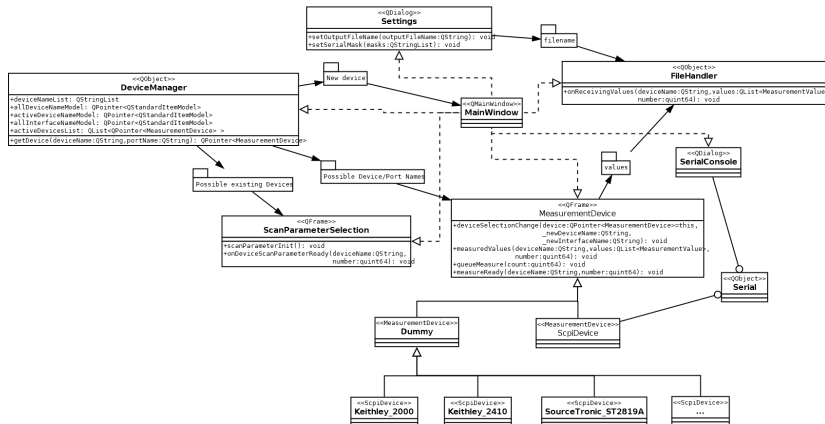 <<QDialog>>
Settings
+setOutputFileName(outputFileName:QString): void
+setSerialMask(masks:QStringList): void
filename
<<QObject>>
FileHandler
+onReceivingValues(deviceName:QString,values:QList<MeasurementValue
number:quint64): void
<<QObject>>
DeviceManager
+deviceNameList: QStringList
+allDeviceNameModel: QPointer<QStandardItemModel>
+activeDeviceNameModel: QPointer<QStandardItemModel>
+allInterfaceNameModel: QPointer<QStandardItemModel>
+activeDevicesList: QList<QPointer<MeasurementDevice> >
+getDevice(deviceName:QString,portName:QString): QPointer<MeasurementDevice>
New device
<<QMainWindow>>
MainWindow
<<QDialog>>
SerialConsole
values
Possible existing Devices
Possible Device/Port Names
<<QFrame>>
ScanParameterSelection
+scanParameterInit(): void
+onDeviceScanParameterReady(deviceName:QString,
number:quint64): void
<<QFrame>>
MeasurementDevice
+deviceSelectionChange(device:QPointer<MeasurementDevice>=this,
_newDeviceName:QString,
_newInterfaceName:QString): void
+measuredValues(deviceName:QString,values:QList<MeasurementValue>,
number:quint64): void
+queueMeasure(count:quint64): void
+measureReady(deviceName:QString,number:quint64): void
<<QObject>>
Serial
<<MeasurementDevice>>
Dummy
<<MeasurementDevice>>
ScpiDevice
<<ScpiDevice>>
Keithley_2000
<<ScpiDevice>>
Keithley_2410
<<ScpiDevice>>
SourceTronic_ST2819A
<<ScpiDevice>>
...